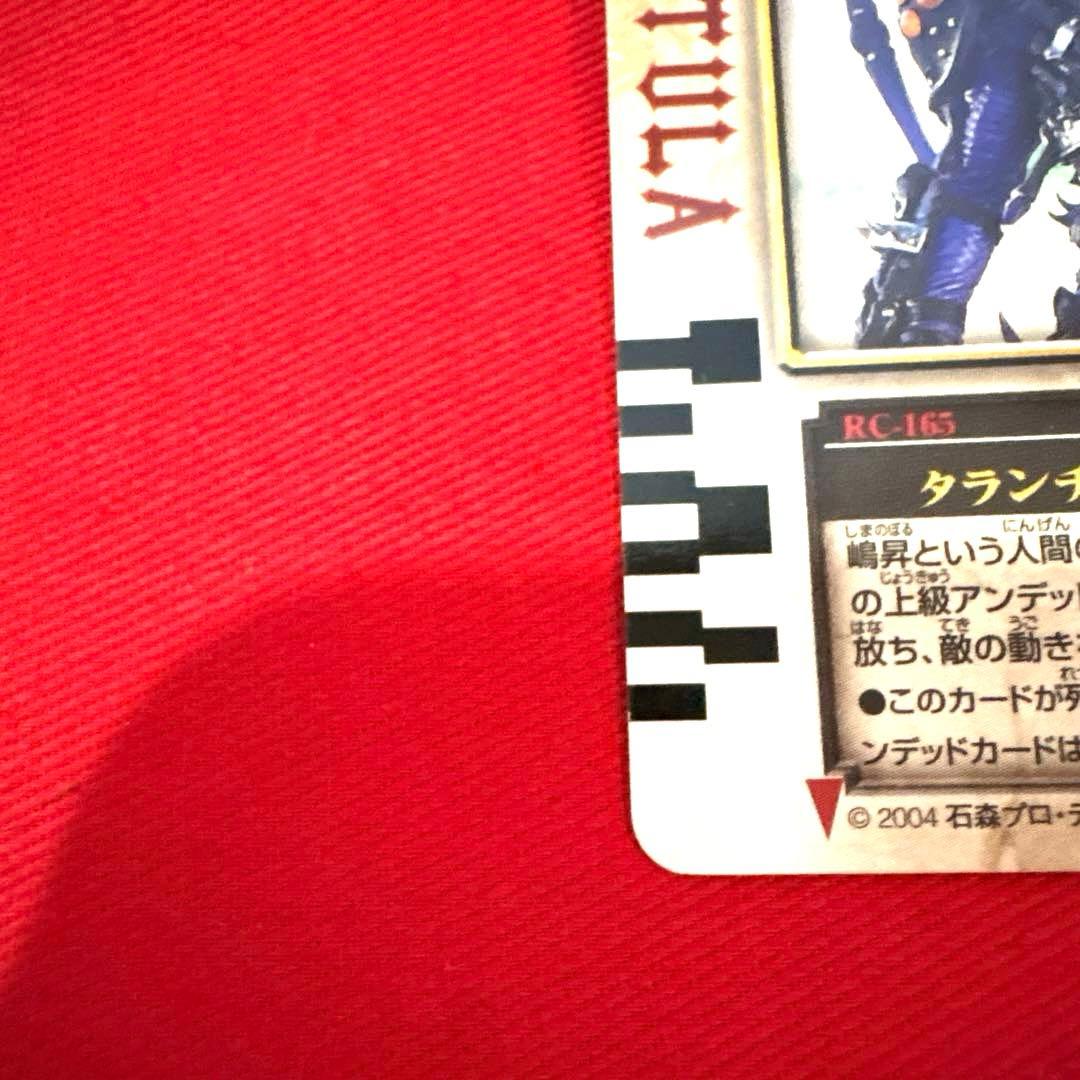 TULA
RC-165
タランチ
しまのぼる にんげん
嶋昇という人間の
じょうきゅう
の上級アンデッド
はな てき うご
放ち、敵の動き
●このカードが
ンデッドカードは
© 2004 石森プロ・テ